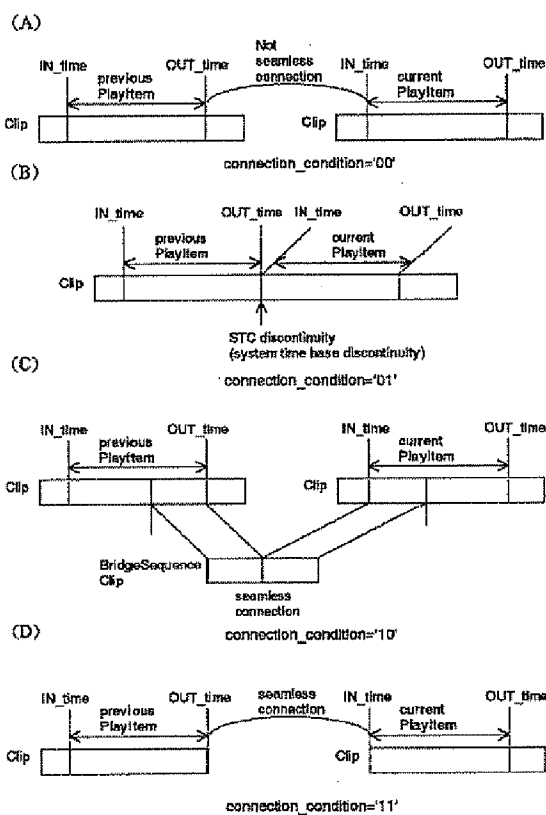 (A)
Not
seamless
connection
IN_time
previous
PlayItem
OUT_time
IN_time
current
PlayItem
OUT_time
Clip
connection_condition='00'
(B)
IN_time
OUT_time
IN_time
OUT_time
previous
PlayItem
current
PlayItem
Clip
STC discontinuity
(system time base discontinuity)
connection_condition='01'
(C)
IN_time
previous
PlayItem
OUT_time
IN_time
current
PlayItem
OUT_time
Clip
Clip
BridgeSequence
Clip
seamless
connection
connection_condition='10'
(D)
IN_time
previous
PlayItem
OUT_time
seamless
connection
IN_time
current
PlayItem
OUT_time
Clip
Clip
connection_condition='11'